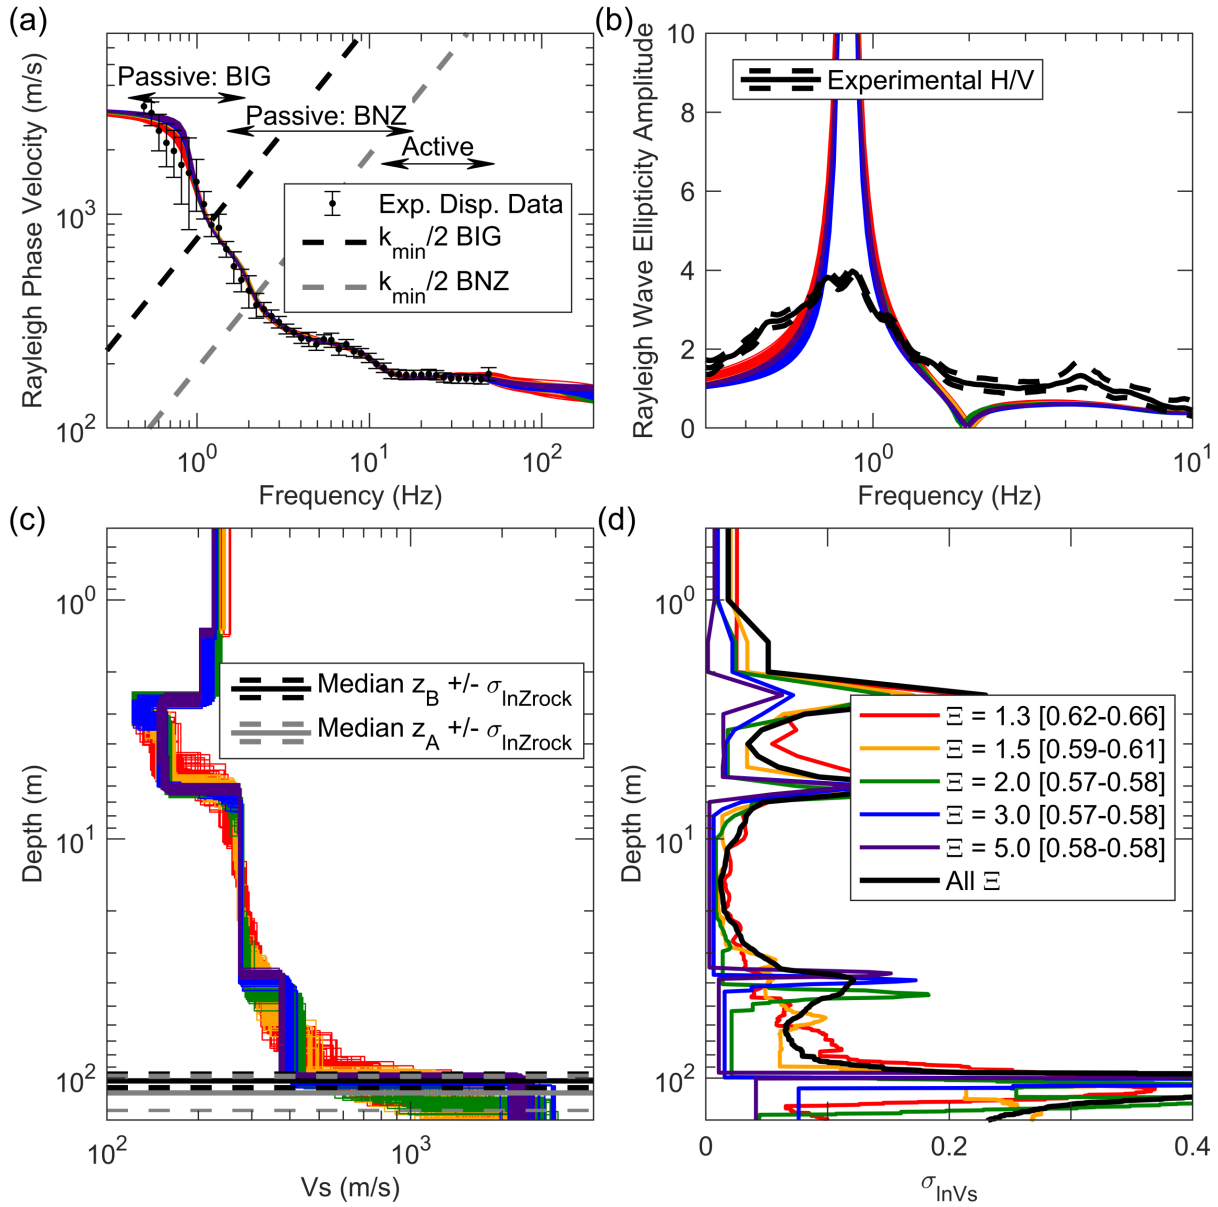 (a)
Rayleigh Phase Velocity (m/s)
10^3
10^2
Passive: BIG
Passive: BNZ
Active
Exp. Disp. Data
k_min/2 BIG
k_min/2 BNZ
10^0
10^1
10^2
Frequency (Hz)
(b)
Rayleigh Wave Ellipticity Amplitude
10
8
6
4
2
0
Experimental H/V
10^0
10^1
Frequency (Hz)
(c)
Depth (m)
10^0
10^1
10^2
Median z_B +/- σ_lnZrock
Median z_A +/- σ_lnZrock
10^2
10^3
Vs (m/s)
(d)
Depth (m)
10^0
10^1
10^2
Ξ = 1.3 [0.62-0.66]
Ξ = 1.5 [0.59-0.61]
Ξ = 2.0 [0.57-0.58]
Ξ = 3.0 [0.57-0.58]
Ξ = 5.0 [0.58-0.58]
All Ξ
0
0.2
0.4
σ_lnVs